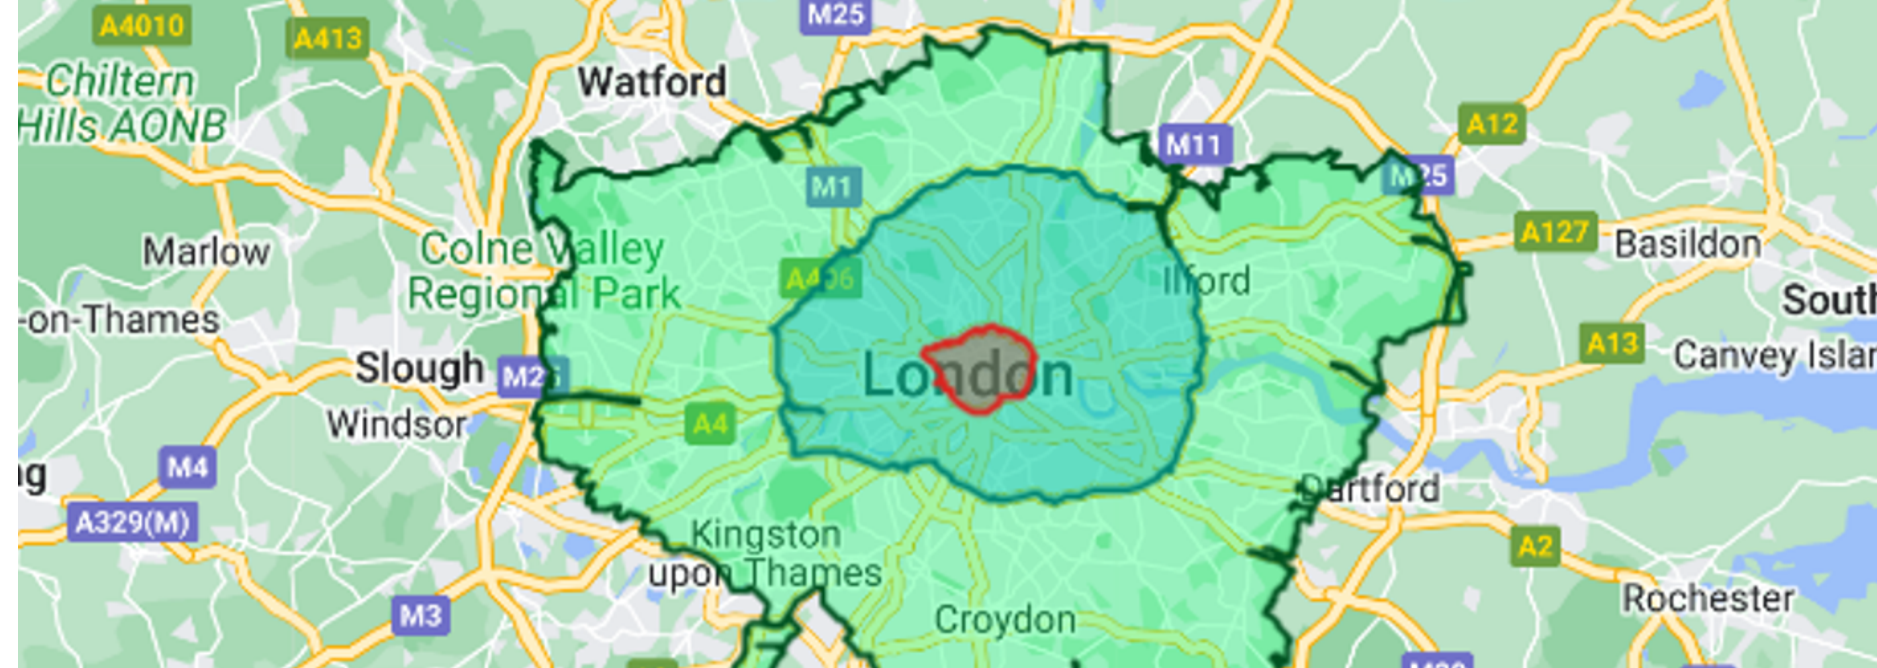 M25
A4010
A413
Chiltern
Hills AONB
Watford
A12
M11
M25
M1
A127
Marlow
Colne Valley
Regional Park
Basildon
A406
Ilford
-on-Thames
South
A13
Slough
M25
London
Canvey Islan
Windsor
A4
M4
ng
Dartford
A329(M)
Kingston
upon Thames
A2
M3
Croydon
Rochester